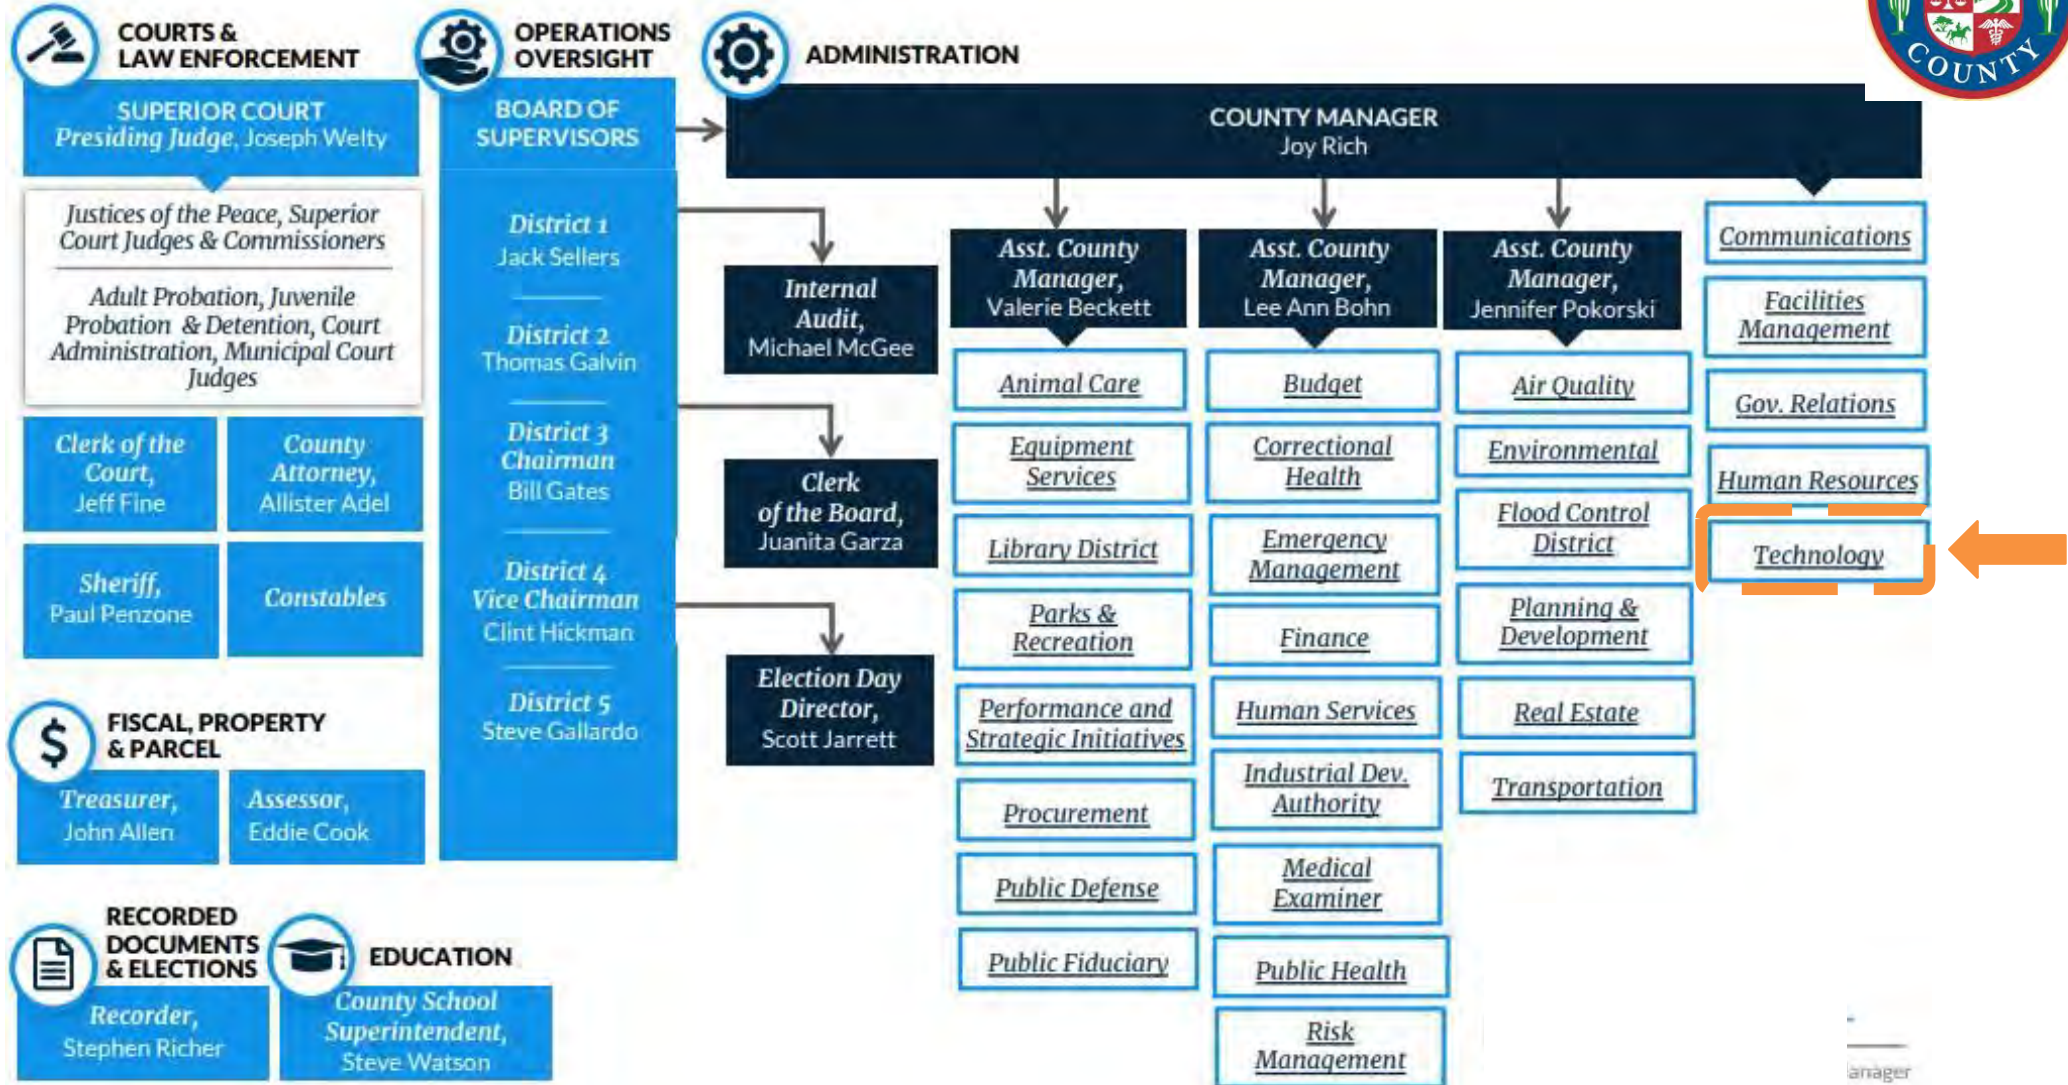 COURTS &
LAW ENFORCEMENT
SUPERIOR COURT
Presiding Judge, Joseph Welty
Justices of the Peace, Superior
Court Judges & Commissioners
Adult Probation, Juvenile
Probation & Detention, Court
Administration, Municipal Court
Judges
Clerk of the
Court,
Jeff Fine
County
Attorney,
Allister Adel
Sheriff,
Paul Penzone
Constables
FISCAL, PROPERTY
& PARCEL
$
Treasurer,
John Allen
Assessor,
Eddie Cook
RECORDED
DOCUMENTS
& ELECTIONS
Recorder,
Stephen Richer
EDUCATION
County School
Superintendent,
Steve Watson
OPERATIONS
OVERSIGHT
BOARD OF
SUPERVISORS
District 1
Jack Sellers
District 2
Thomas Galvin
District 3
Chairman
Bill Gates
District 4
Vice Chairman
Clint Hickman
District 5
Steve Gallardo
ADMINISTRATION
COUNTY MANAGER
Joy Rich
Internal
Audit,
Michael McGee
Clerk
of the Board,
Juanita Garza
Election Day
Director,
Scott Jarrett
Asst. County
Manager,
Valerie Beckett
Animal Care
Equipment
Services
Library District
Parks &
Recreation
Performance and
Strategic Initiatives
Procurement
Public Defense
Public Fiduciary
Asst. County
Manager,
Lee Ann Bohn
Budget
Correctional
Health
Emergency
Management
Finance
Human Services
Industrial Dev.
Authority
Medical
Examiner
Public Health
Risk
Management
Asst. County
Manager,
Jennifer Pokorski
Air Quality
Environmental
Flood Control
District
Planning &
Development
Real Estate
Transportation
Communications
Facilities
Management
Gov. Relations
Human Resources
Technology
COUNTY
anager